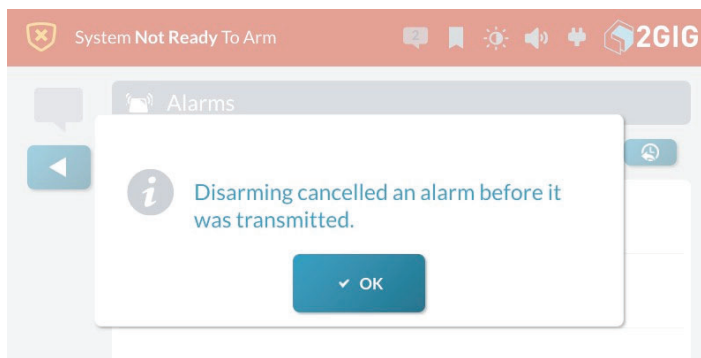 System Not Ready To Arm
2
2GIG
Alarms
Disarming cancelled an alarm before it
was transmitted.
OK